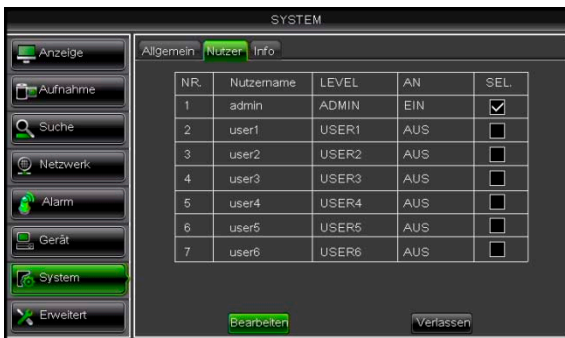 SYSTEM
Anzeige
Aufnahme
Suche
Netzwerk
Alarm
Gerät
System
Erweitert
Allgemein Nutzer Info
NR. Nutzername LEVEL AN SEL.
1 admin ADMIN EIN
2 user1 USER1 AUS
3 user2 USER2 AUS
4 user3 USER3 AUS
5 user4 USER4 AUS
6 user5 USER5 AUS
7 user6 USER6 AUS
Bearbeiten Verlassen